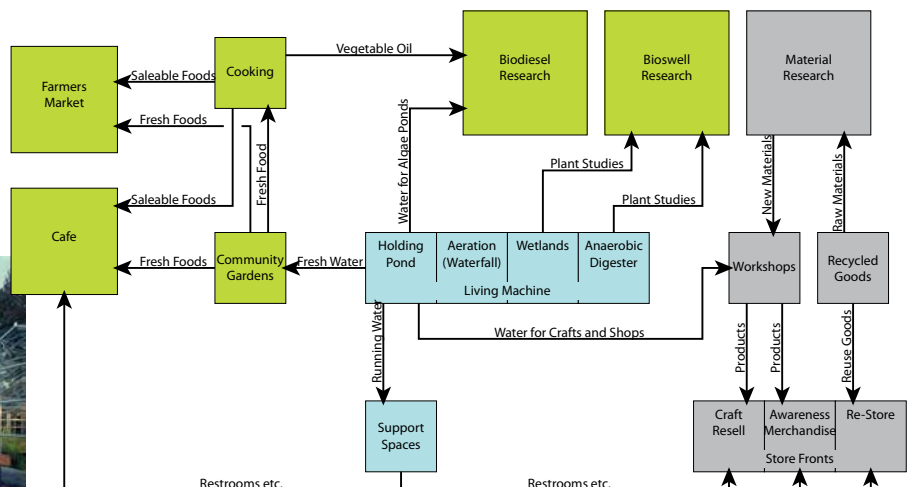 Vegetable Oil
Cooking
Saleable Foods
Farmers
Market
Fresh Foods
Biodiesel
Research
Bioswell
Research
Material
Research
Water for Algae Ponds
Fresh Food
Plant Studies
Plant Studies
New Materials
Raw Materials
Saleable Foods
Cafe
Fresh Foods
Community
Gardens
Fresh Water
Holding
Pond
Aeration
(Waterfall)
Wetlands
Anaerobic
Digester
Living Machine
Workshops
Recycled
Goods
Running Water
Water for Crafts and Shops
Products
Products
Reuse Goods
Support
Spaces
Craft
Resell
Awareness
Merchandise
Re-Store
Store Fronts
Restrooms etc.
Restrooms etc.